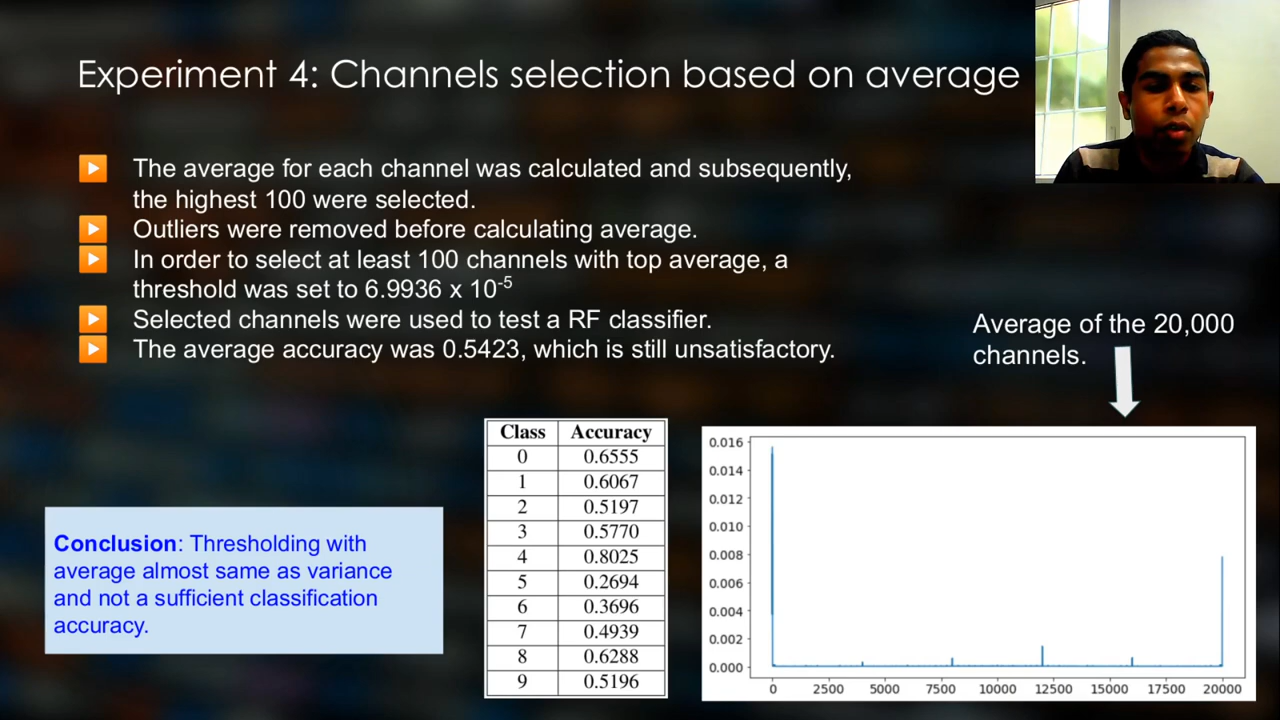 Experiment 4: Channels selection based on average
The average for each channel was calculated and subsequently,
the highest 100 were selected.
Outliers were removed before calculating average.
In order to select at least 100 channels with top average, a
threshold was set to 6.9936 x 10⁻⁵
Selected channels were used to test a RF classifier.
The average accuracy was 0.5423, which is still unsatisfactory.
Average of the 20,000
channels.
Conclusion: Thresholding with
average almost same as variance
and not a sufficient classification
accuracy.
Class Accuracy
0 0.6555
1 0.6067
2 0.5197
3 0.5770
4 0.8025
5 0.2694
6 0.3696
7 0.4939
8 0.6288
9 0.5196
0.016
0.014
0.012
0.010
0.008
0.006
0.004
0.002
0.000
0 2500 5000 7500 10000 12500 15000 17500 20000